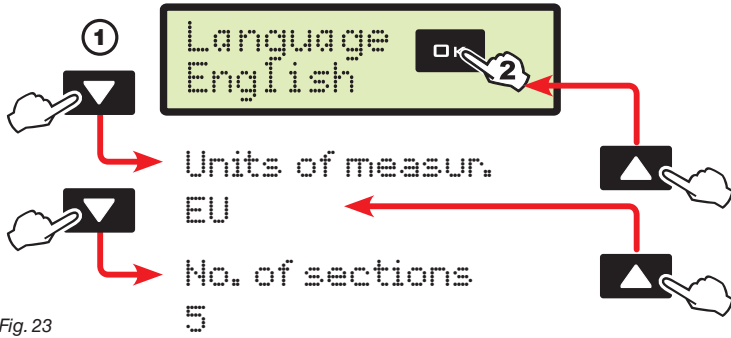 1
Language
English
OK
2
Units of measur.
EU
No. of sections
5
Fig. 23